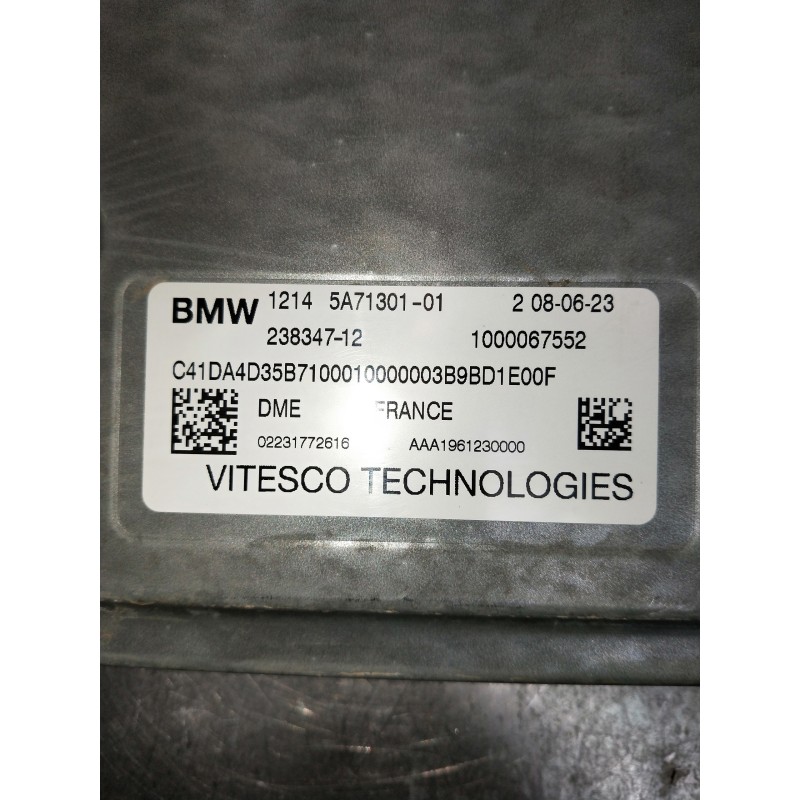 BMW 1214 5A71301-01 2 08-06-23
238347-12 1000067552
C41DA4D35B7100010000003B9BD1E00F
DME FRANCE
02231772616 AAA1961230000
VITESCO TECHNOLOGIES